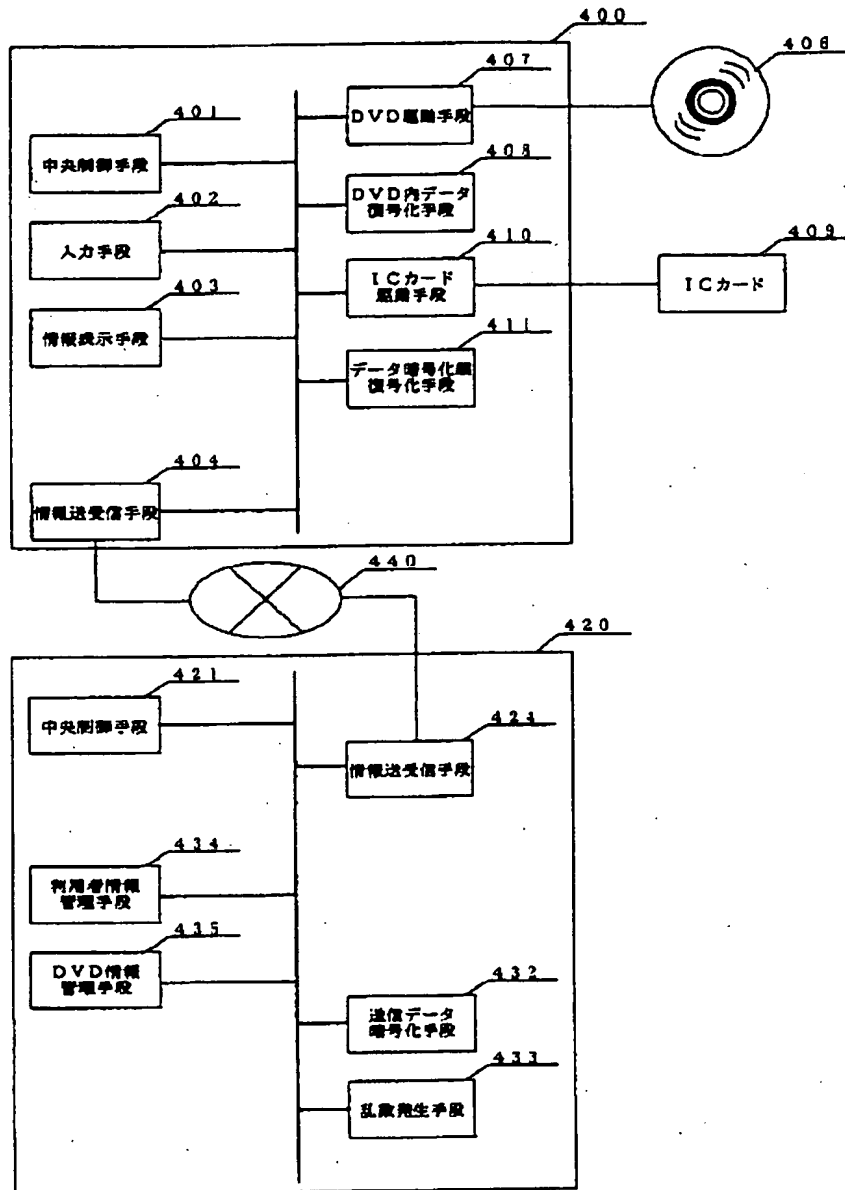 400
407
406
DVD駆動手段
401
中央制御手段
408
DVD内データ
復号化手段
402
入力手段
410
ICカード
駆動手段
409
ICカード
403
情報表示手段
411
データ暗号化鍵
復号化手段
404
情報送受信手段
440
420
421
中央制御手段
424
情報送受信手段
434
利用者情報
管理手段
435
DVD情報
管理手段
432
送信データ
暗号化手段
433
乱数発生手段